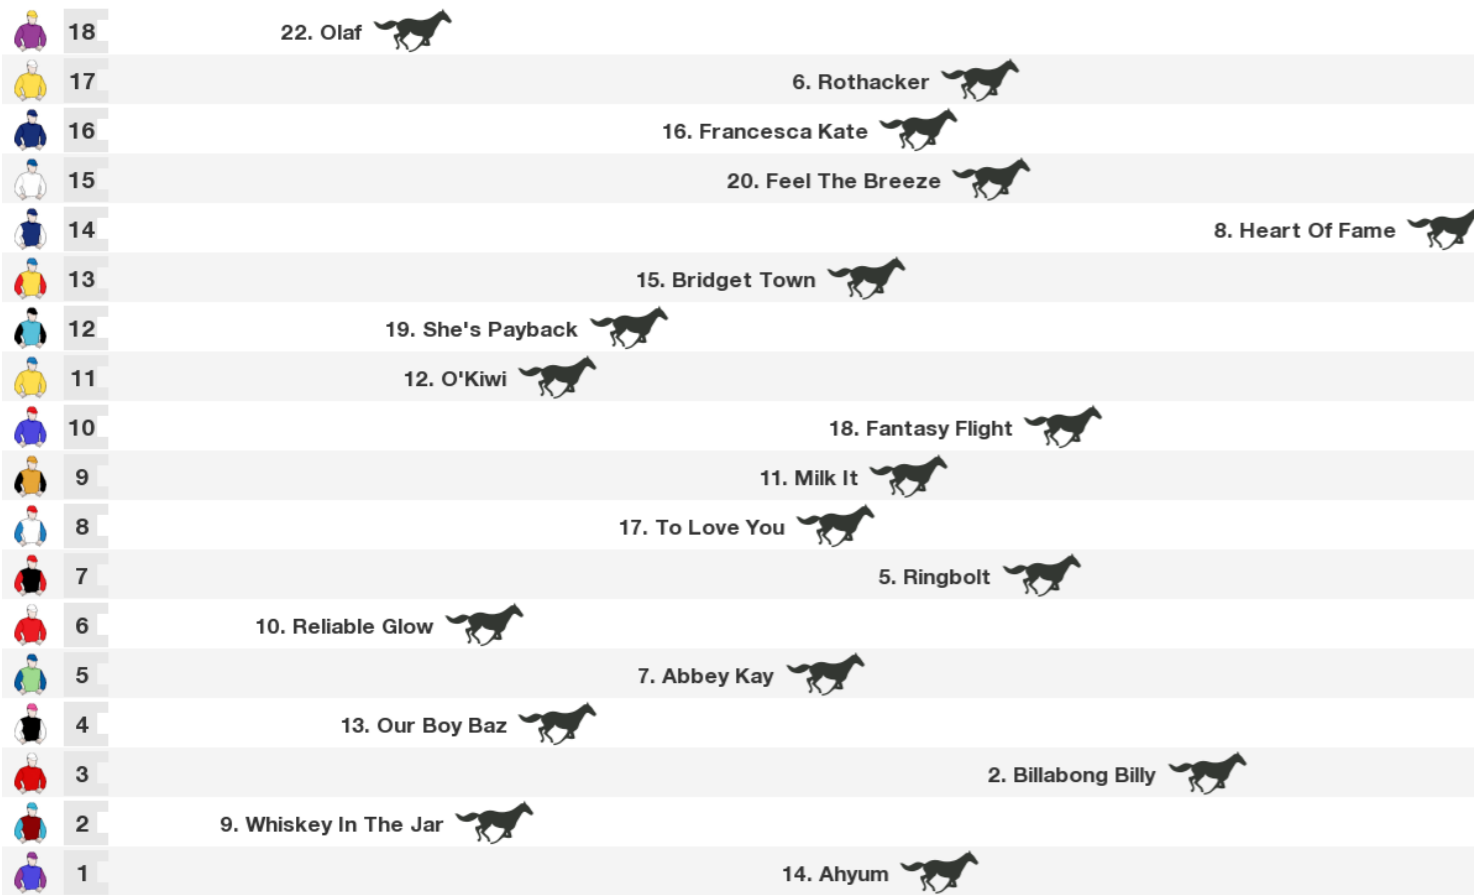 18 22. Olaf
17 6. Rothacker
16 16. Francesca Kate
15 20. Feel The Breeze
14 8. Heart Of Fame
13 15. Bridget Town
12 19. She's Payback
11 12. O'Kiwi
10 18. Fantasy Flight
9 11. Milk It
8 17. To Love You
7 5. Ringbolt
6 10. Reliable Glow
5 7. Abbey Kay
4 13. Our Boy Baz
3 2. Billabong Billy
2 9. Whiskey In The Jar
1 14. Ahyum